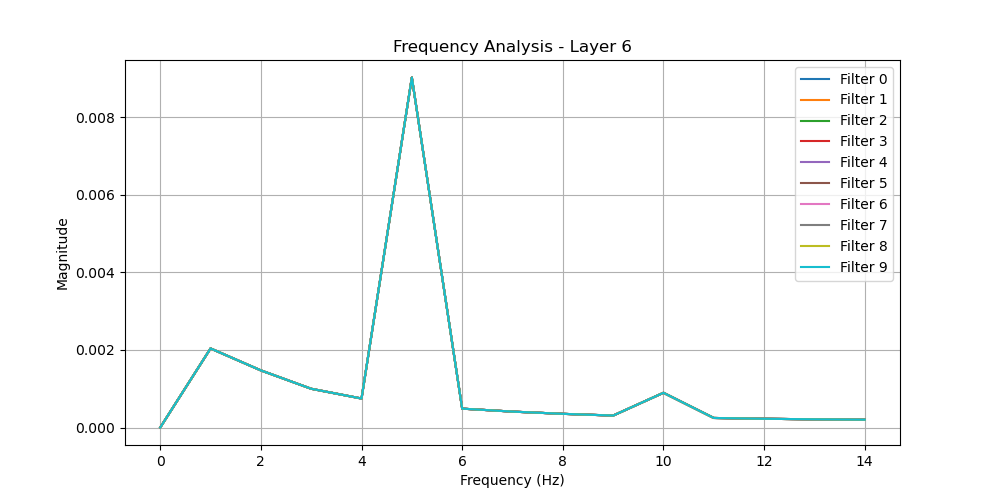 Frequency Analysis - Layer 6
Magnitude
0.008
0.006
0.004
0.002
0.000
0 2 4 6 8 10 12 14
Frequency (Hz)
Filter 0
Filter 1
Filter 2
Filter 3
Filter 4
Filter 5
Filter 6
Filter 7
Filter 8
Filter 9